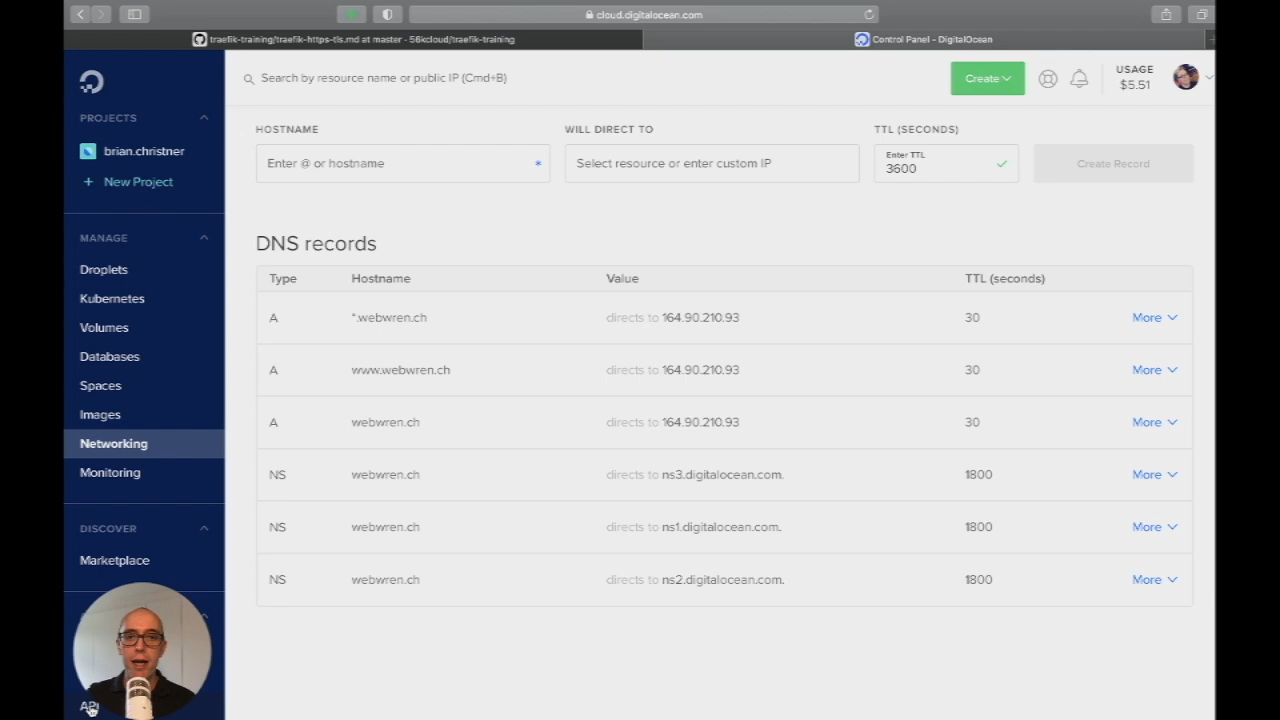 cloud.digitalocean.com
traefik-training/traefik-https-tls.md at master - 56kcloud/traefik-training
Control Panel - DigitalOcean
Search by resource name or public IP (Cmd+B)
Create
USAGE
$5.51
PROJECTS
brian.christner
+ New Project
MANAGE
Droplets
Kubernetes
Volumes
Databases
Spaces
Images
Networking
Monitoring
DISCOVER
Marketplace
HOSTNAME
WILL DIRECT TO
TTL (SECONDS)
Enter @ or hostname *
Select resource or enter custom IP
Enter TTL
3600
Create Record
DNS records
Type Hostname Value TTL (seconds)
A *.webwren.ch directs to 164.90.210.93 30 More
A www.webwren.ch directs to 164.90.210.93 30 More
A webwren.ch directs to 164.90.210.93 30 More
NS webwren.ch directs to ns3.digitalocean.com. 1800 More
NS webwren.ch directs to ns1.digitalocean.com. 1800 More
NS webwren.ch directs to ns2.digitalocean.com. 1800 More